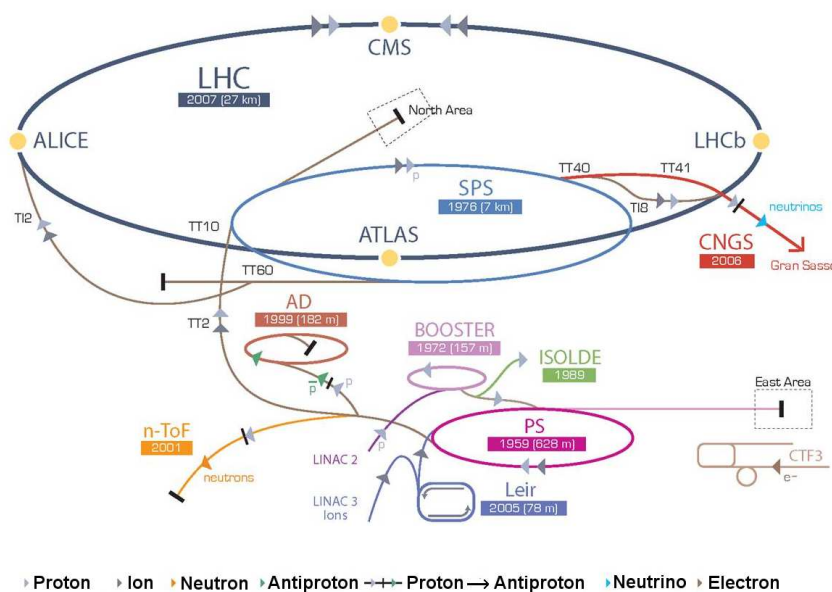 CMS
LHC
2007 (27 km)
North Area
ALICE
LHCb
TT40
TT41
p
SPS
1976 (7 km)
TI8
neutrinos
TI2
TT10
ATLAS
CNGS
2006
Gran Sasso
TT60
AD
1999 (182 m)
TT2
BOOSTER
1972 (157 m)
ISOLDE
1989
p
p
East Area
n-ToF
2001
PS
1959 (628 m)
p
LINAC 2
neutrons
CTF3
e-
LINAC 3
Ions
Leir
2005 (78 m)
Proton Ion Neutron Antiproton Proton Antiproton Neutrino Electron